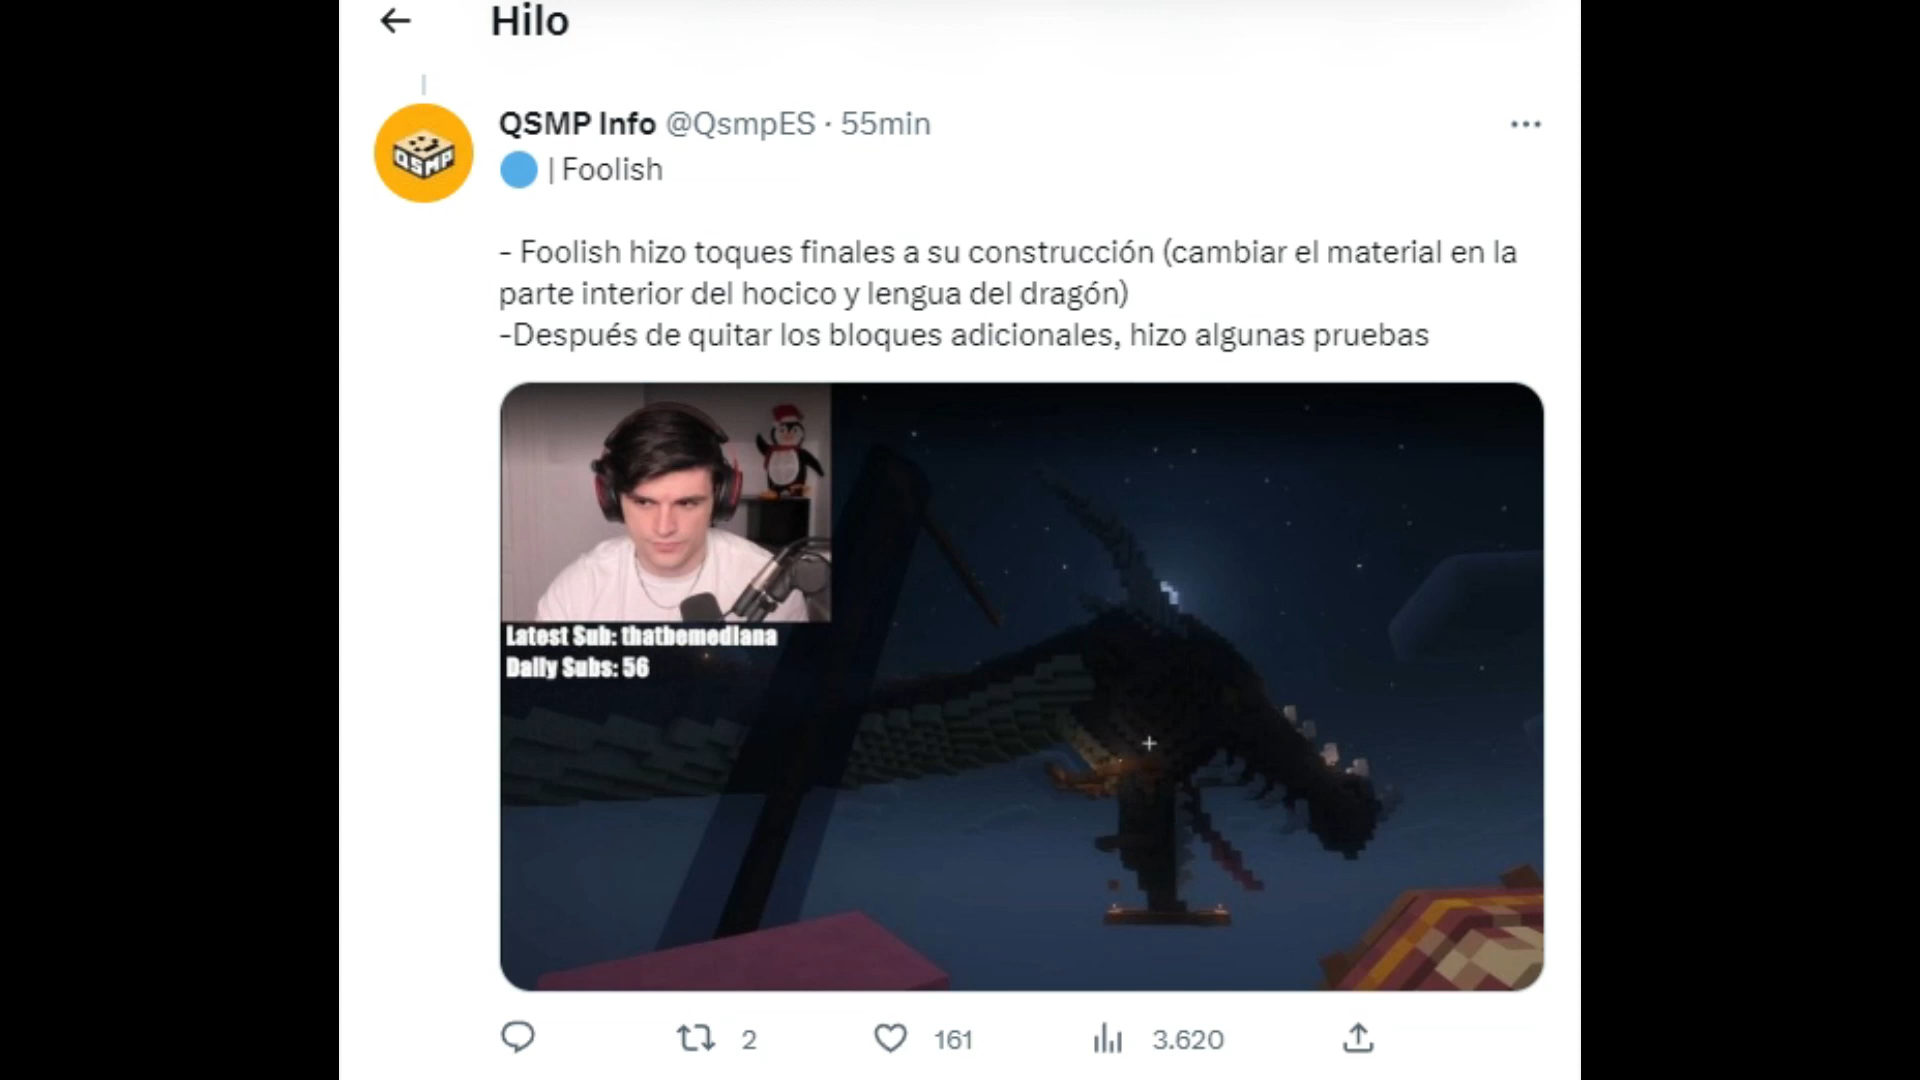 Hilo
QSMP Info @QsmpES · 55min
| Foolish
- Foolish hizo toques finales a su construcción (cambiar el material en la
parte interior del hocico y lengua del dragón)
-Después de quitar los bloques adicionales, hizo algunas pruebas
QSMP
Latest Sub: thatbomediana
Daily Subs: 56
2
161
3.620